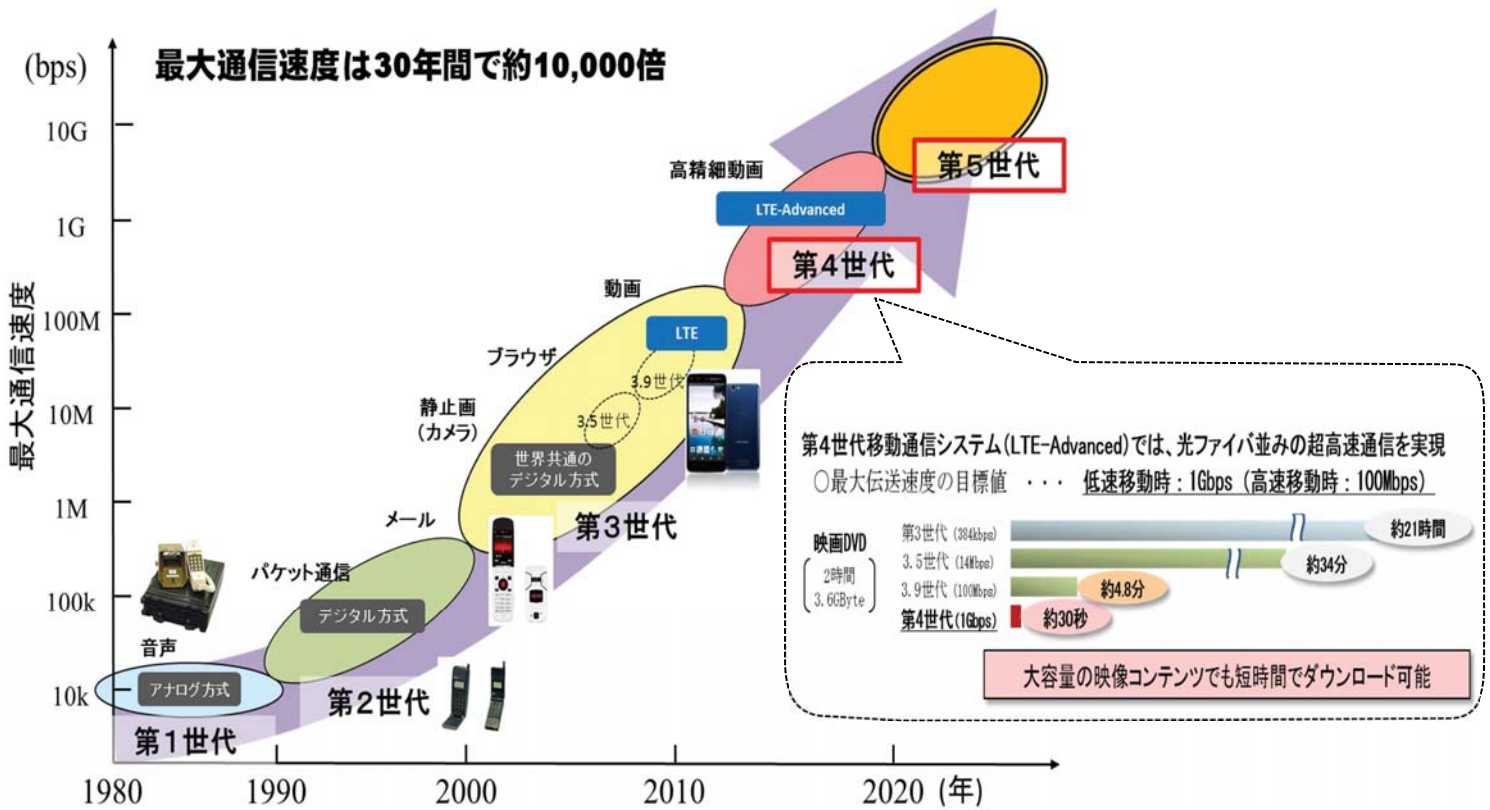 最大通信速度は30年間で約10,000倍
(bps)
10G
1G
100M
10M
1M
100k
10k
最大通信速度
1980
1990
2000
2010
2020
(年)
音声
アナログ方式
第1世代
パケット通信
メール
デジタル方式
第2世代
静止画
(カメラ)
ブラウザ
動画
LTE
3.9世代
3.5世代
世界共通の
デジタル方式
第3世代
高精細動画
LTE-Advanced
第4世代
第5世代
第4世代移動通信システム(LTE-Advanced)では、光ファイバ並みの超高速通信を実現
○最大伝送速度の目標値 ・・・ 低速移動時：1Gbps (高速移動時：100Mbps)
映画DVD
2時間
3.6GByte
第3世代 (384kbps)
約21時間
3.5世代 (14Mbps)
約34分
3.9世代 (100Mbps)
約4.8分
第4世代(1Gbps)
約30秒
大容量の映像コンテンツでも短時間でダウンロード可能